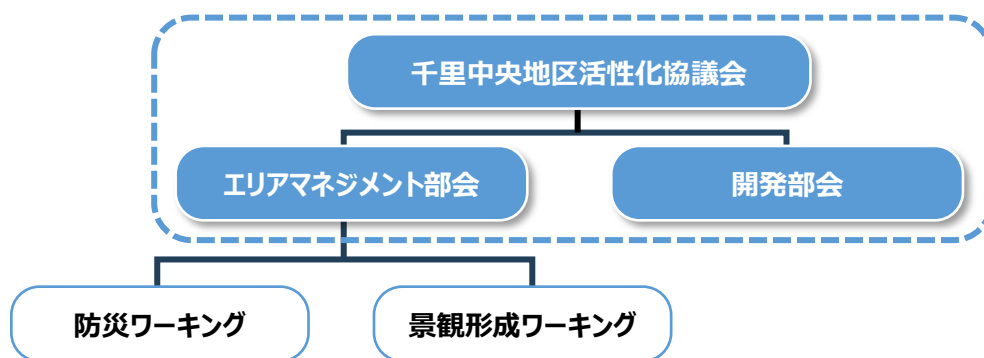 千里中央地区活性化協議会
エリアマネジメント部会
開発部会
防災ワーキング
景観形成ワーキング